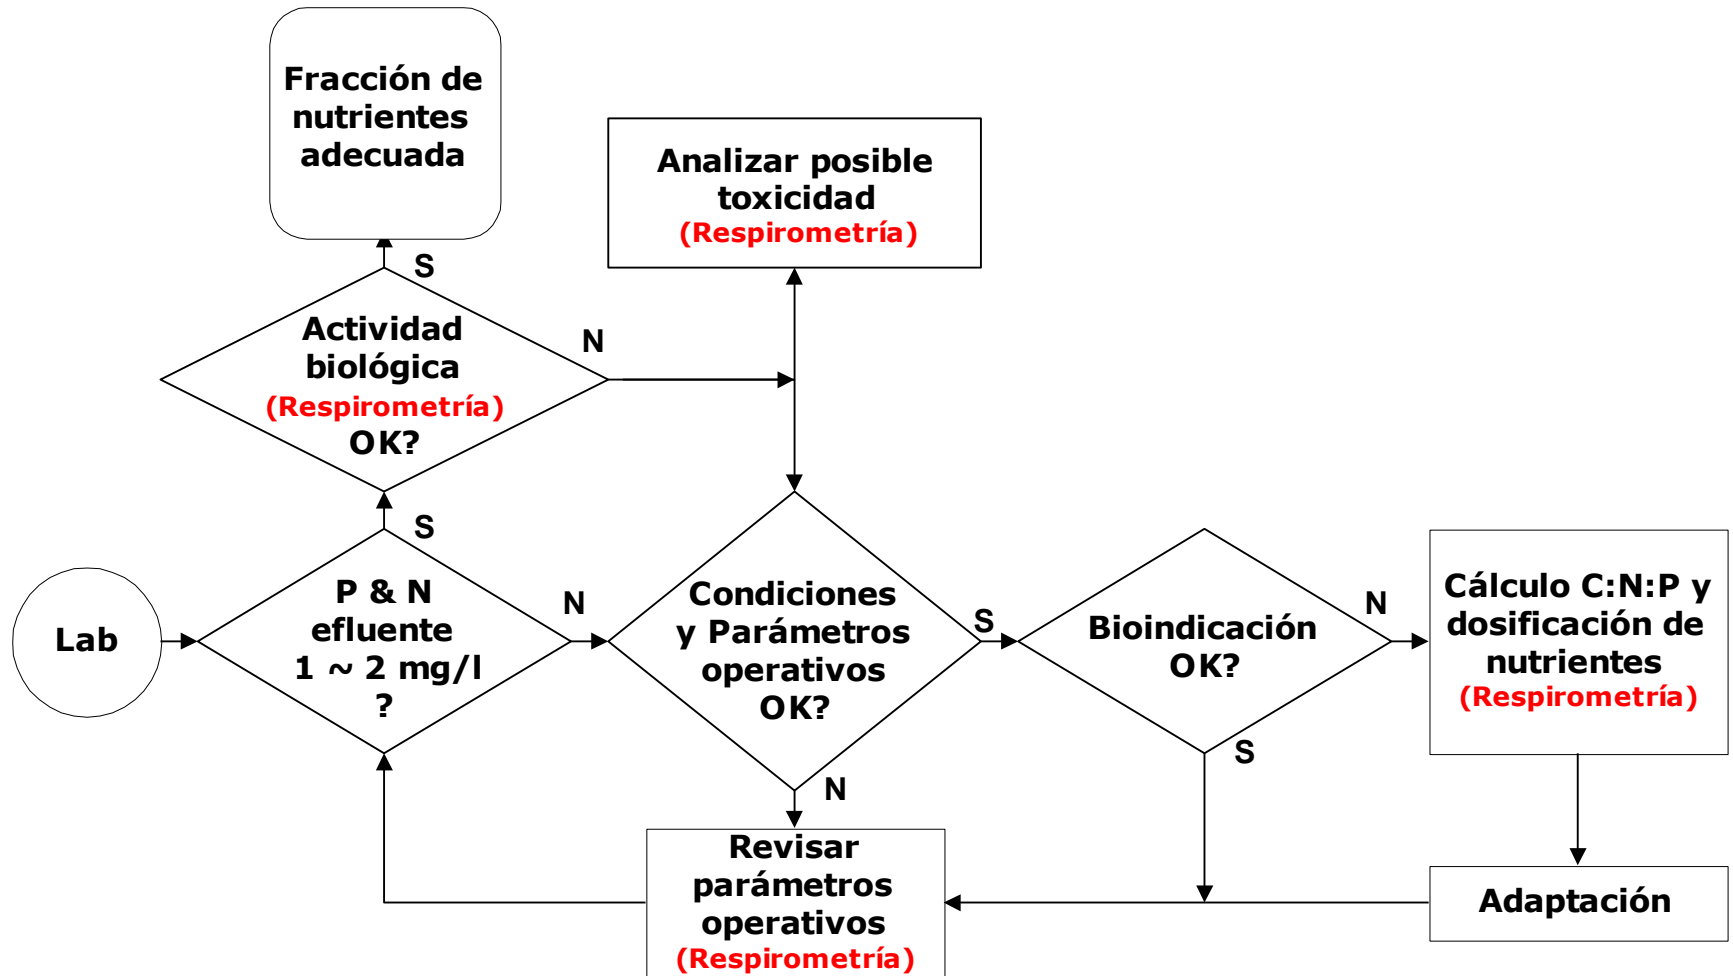 Fracción de
nutrientes
adecuada
Analizar posible
toxicidad
(Respirometría)
S
Actividad
biológica
(Respirometría)
OK?
N
S
Lab
P & N
efluente
1 ~ 2 mg/l
?
N
Condiciones
y Parámetros
operativos
OK?
S
N
Bioindicación
OK?
N
S
Cálculo C:N:P y
dosificación de
nutrientes
(Respirometría)
Revisar
parámetros
operativos
(Respirometría)
Adaptación